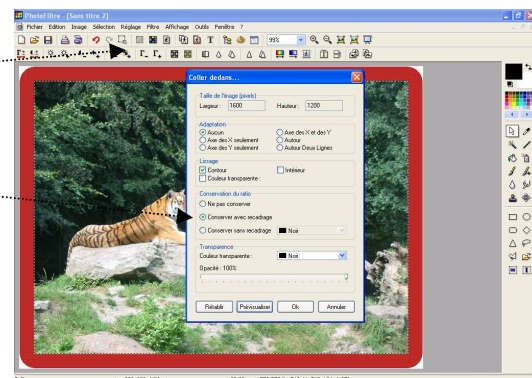 PhotoFiltre - [Sans titre 2]
Fichier Edition Image Sélection Réglage Filtre Affichage Outils Fenêtre ?
99%
Coller dedans...
Taille de l'image (pixels)
Largeur : 1600 Hauteur : 1200
Adaptation
Aucun Axe des X et des Y
Axe des X seulement Autour
Axe des Y seulement Autour Deux Lignes
Lissage
Contour Intérieur
Couleur transparente :
Conservation du ratio
Ne pas conserver
Conserver avec recadrage
Conserver sans recadrage Noir
Transparence
Couleur transparente : Noir
Opacité : 100%
Rétablir Prévisualiser Ok Annuler